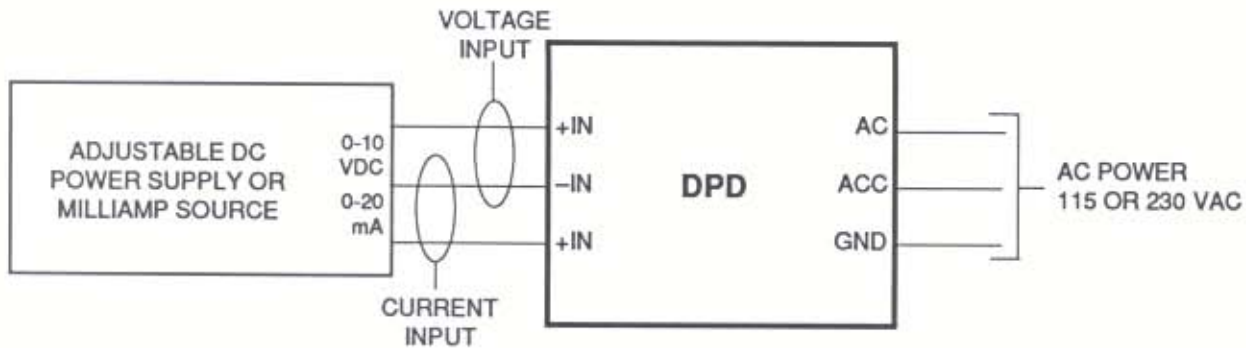 VOLTAGE
INPUT
ADJUSTABLE DC
POWER SUPPLY OR
MILLIAMP SOURCE
0-10
VDC
0-20
mA
+IN
–IN
+IN
DPD
AC
ACC
GND
AC POWER
115 OR 230 VAC
CURRENT
INPUT